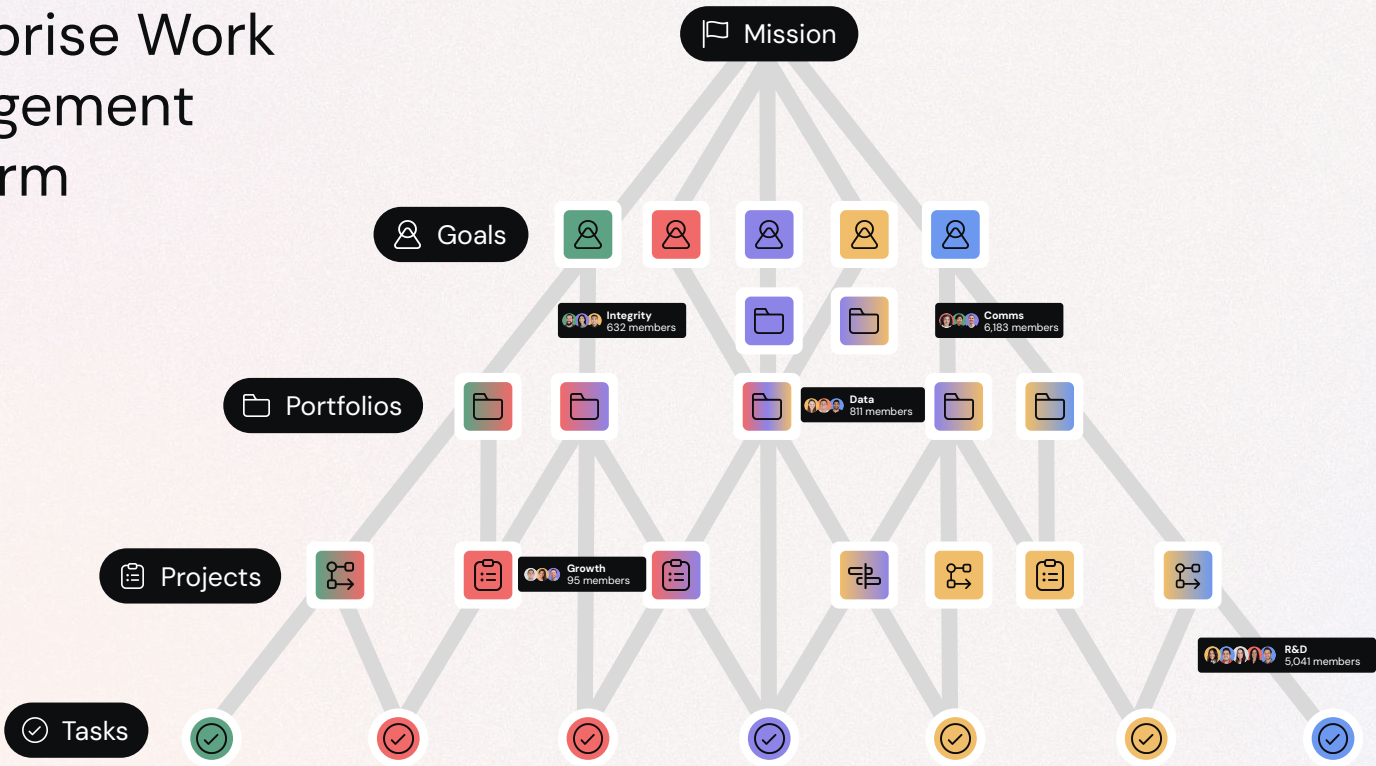 prise Work
gement
rm
Mission
Goals
Integrity
632 members
Comms
6,183 members
Portfolios
Data
811 members
Projects
Growth
95 members
R&D
5,041 members
Tasks